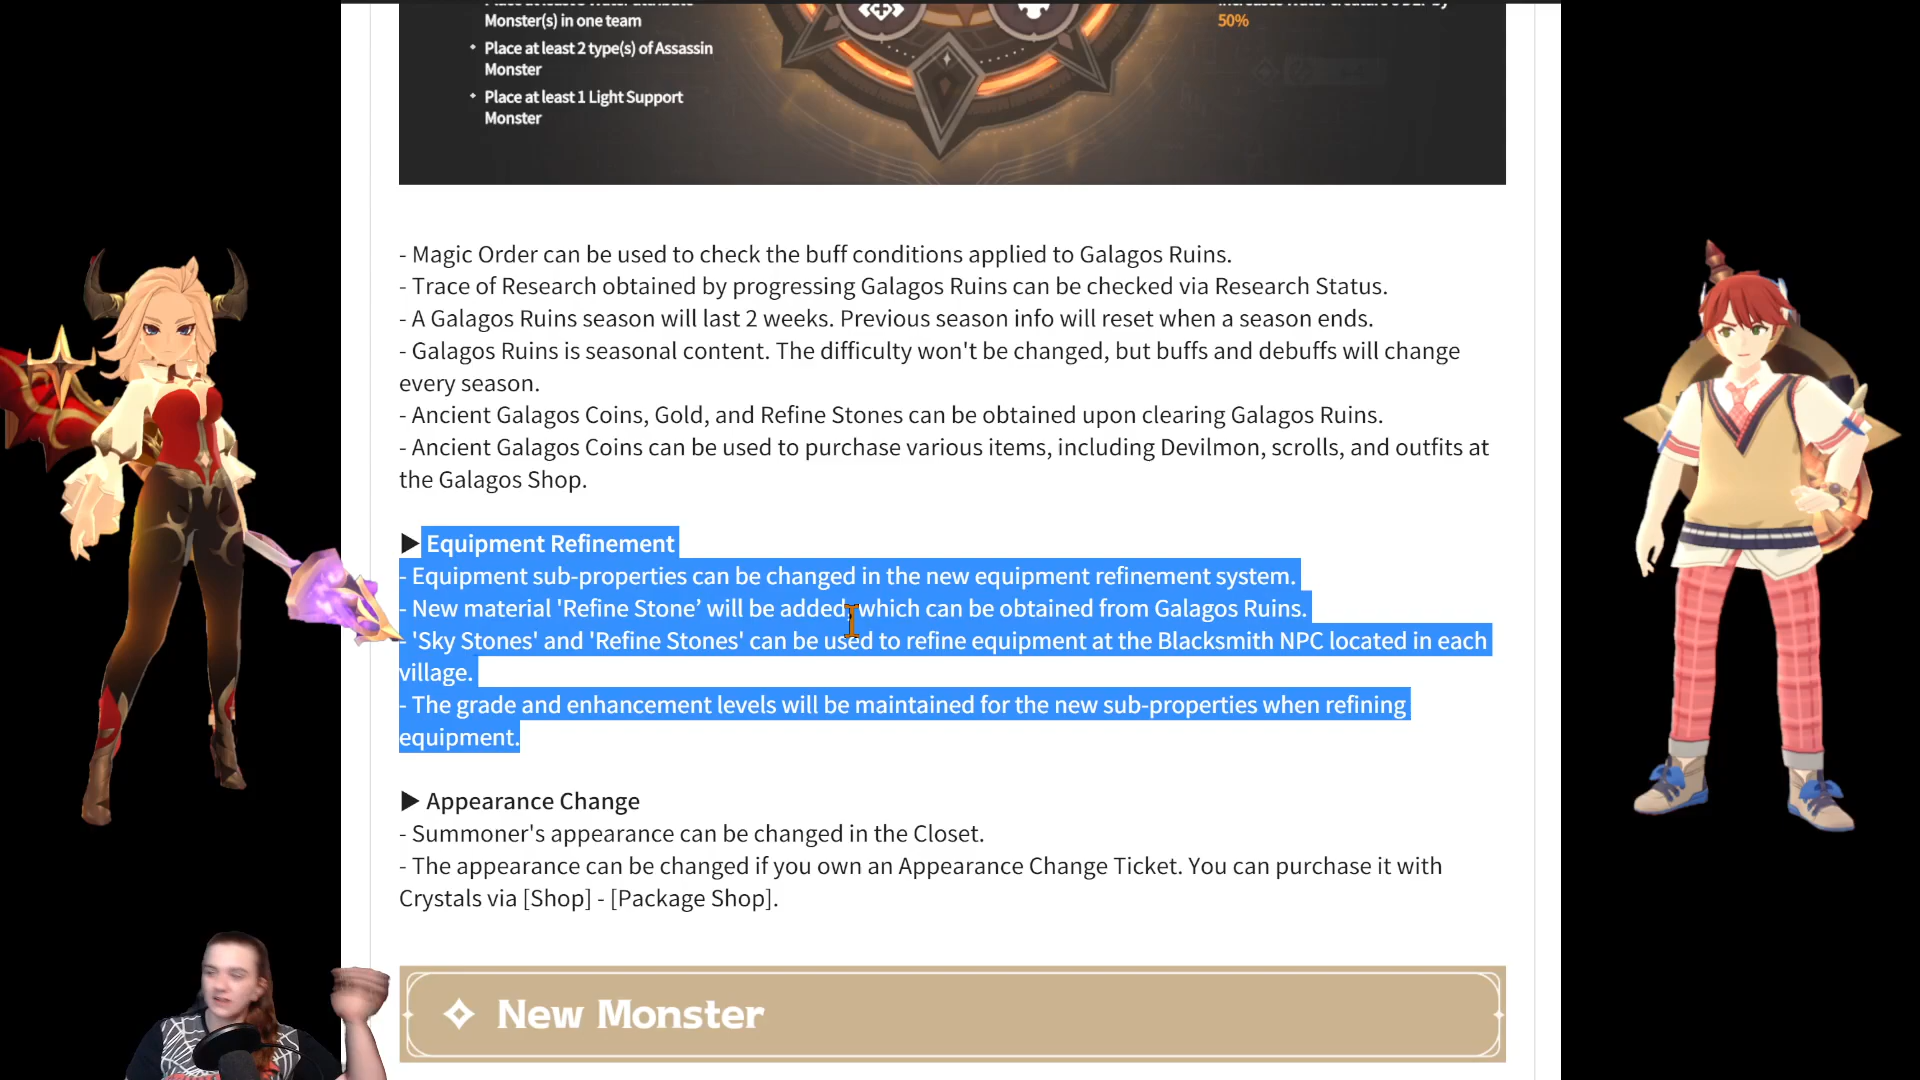 Monster(s) in one team
50%
• Place at least 2 type(s) of Assassin
Monster
• Place at least 1 Light Support
Monster
- Magic Order can be used to check the buff conditions applied to Galagos Ruins.
- Trace of Research obtained by progressing Galagos Ruins can be checked via Research Status.
- A Galagos Ruins season will last 2 weeks. Previous season info will reset when a season ends.
- Galagos Ruins is seasonal content. The difficulty won't be changed, but buffs and debuffs will change
every season.
- Ancient Galagos Coins, Gold, and Refine Stones can be obtained upon clearing Galagos Ruins.
- Ancient Galagos Coins can be used to purchase various items, including Devilmon, scrolls, and outfits at
the Galagos Shop.
▶ Equipment Refinement
- Equipment sub-properties can be changed in the new equipment refinement system.
- New material 'Refine Stone’ will be added, which can be obtained from Galagos Ruins.
- 'Sky Stones' and 'Refine Stones' can be used to refine equipment at the Blacksmith NPC located in each
village.
- The grade and enhancement levels will be maintained for the new sub-properties when refining
equipment.
▶ Appearance Change
- Summoner's appearance can be changed in the Closet.
- The appearance can be changed if you own an Appearance Change Ticket. You can purchase it with
Crystals via [Shop] - [Package Shop].
New Monster